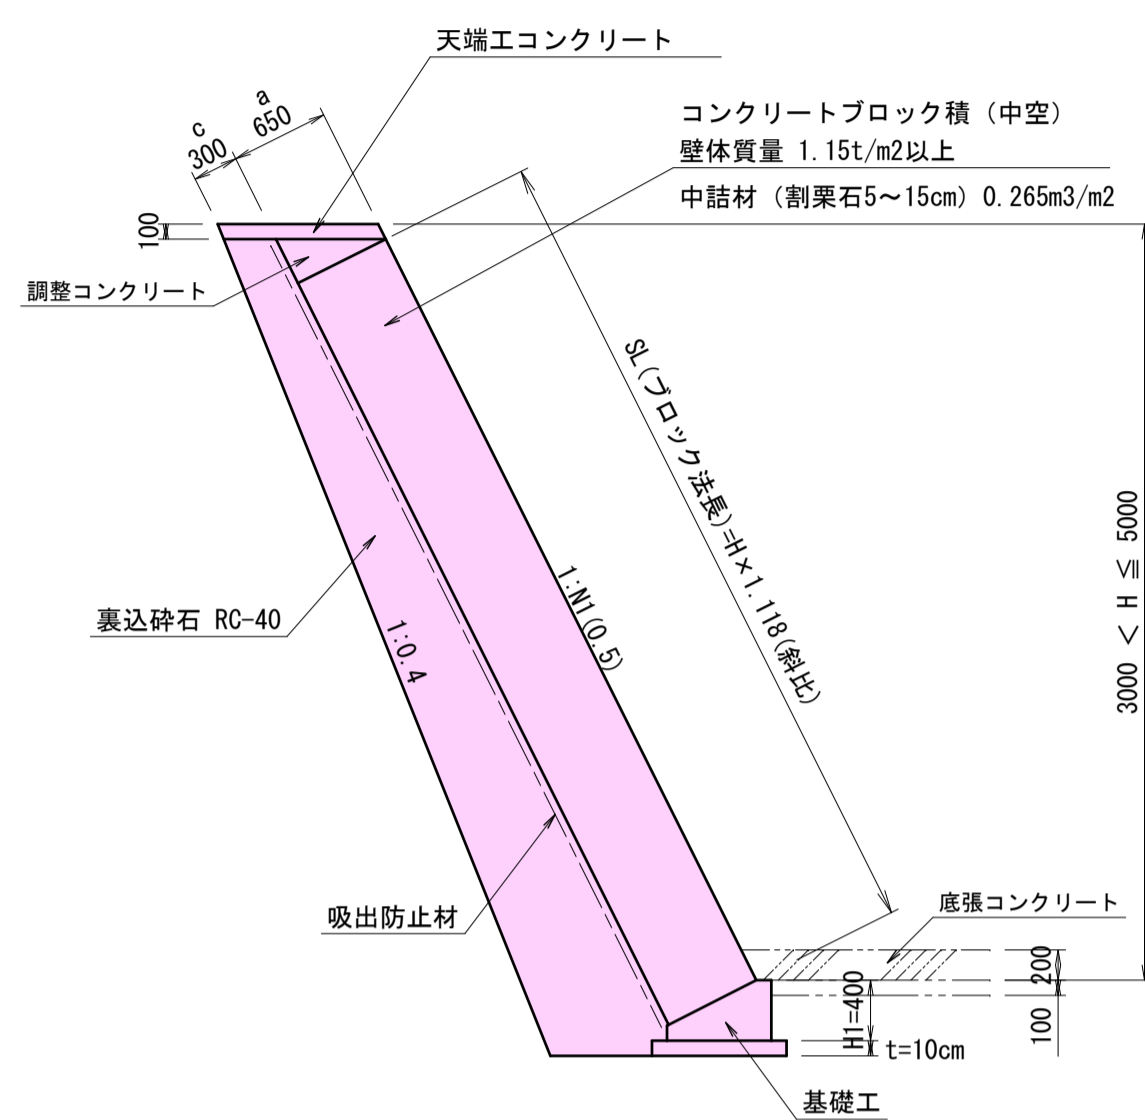 天端工コンクリート
a
650
c
300
コンクリートブロック積（中空）
壁体質量 1.15t/m2以上
中詰材（割栗石5～15cm）0.265m3/m2
100
調整コンクリート
SL(ブロック法長)=H×1.118(斜比)
3000 < H ≦ 5000
1:N1(0.5)
裏込砕石 RC-40
1:0.4
吸出防止材
底張コンクリート
200
H1=400
100
t=10cm
基礎工